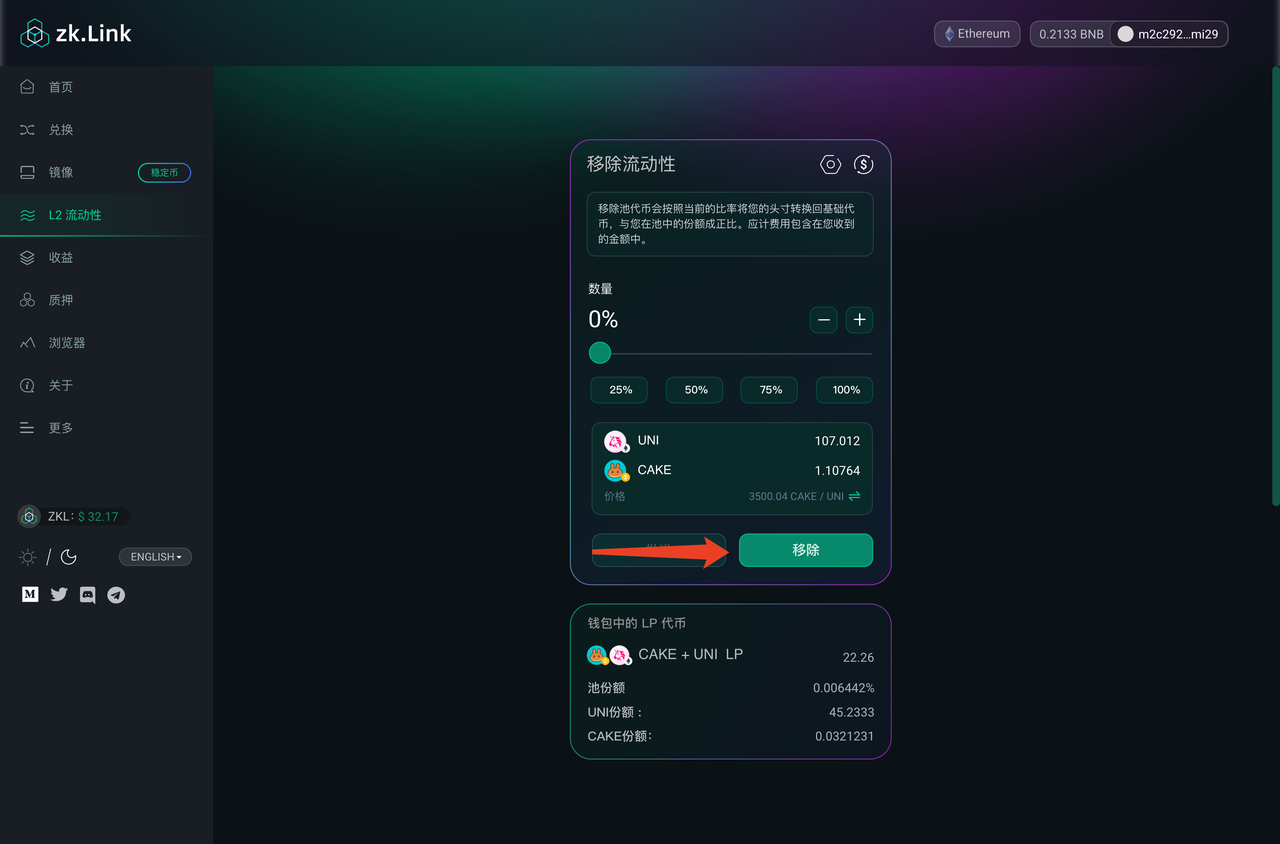 zk.Link
Ethereum
0.2133 BNB
m2c292...mi29
首页
兑换
镜像
稳定币
L2 流动性
收益
质押
浏览器
关于
更多
ZKL: $ 32.17
ENGLISH
M
移除流动性
移除池代币会按照当前的比率将您的头寸转换回基础代
币，与您在池中的份额成正比。应计费用包含在您收到
的金额中。
数量
0%
25%
50%
75%
100%
UNI
107.012
CAKE
1.10764
价格
3500.04 CAKE / UNI
移除
钱包中的 LP 代币
CAKE + UNI LP
22.26
池份额
0.006442%
UNI份额：
45.2333
CAKE份额:
0.0321231